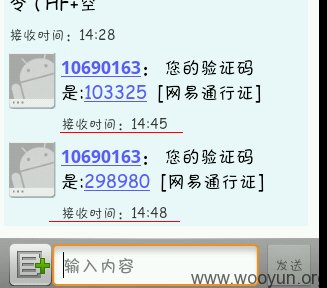 令(HF+空
接收时间：14:28
10690163： 您的验证码
是:103325 [网易通行证]
接收时间：14:45
10690163： 您的验证码
是:298980 [网易通行证]
接收时间：14:48
输入内容
发送
www.wooyun.org